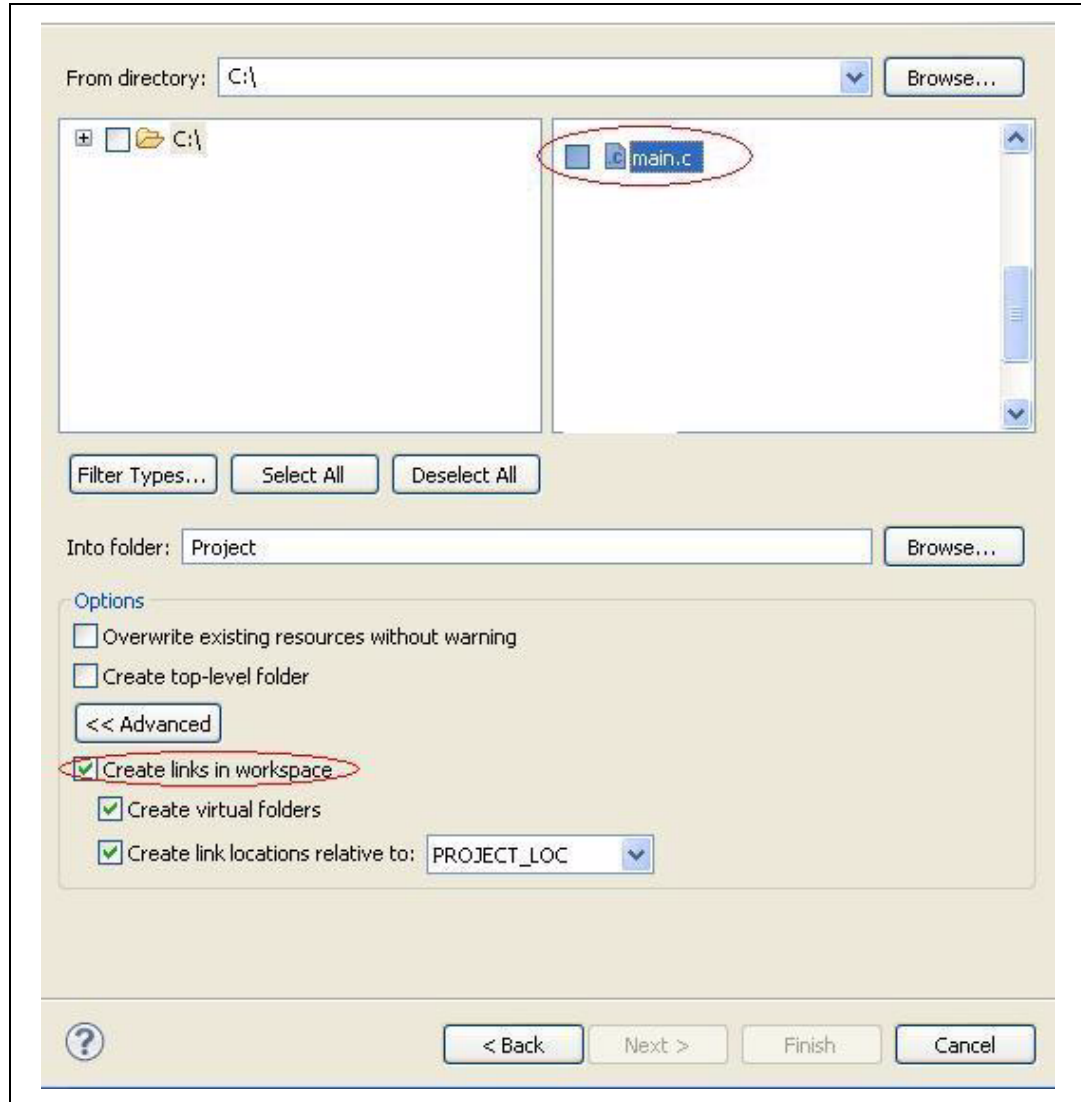 From directory: C:\ Browse...
C:\
main.c
Filter Types... Select All Deselect All
Into folder: Project Browse...
Options
Overwrite existing resources without warning
Create top-level folder
<< Advanced
Create links in workspace
Create virtual folders
Create link locations relative to: PROJECT_LOC
? < Back Next > Finish Cancel